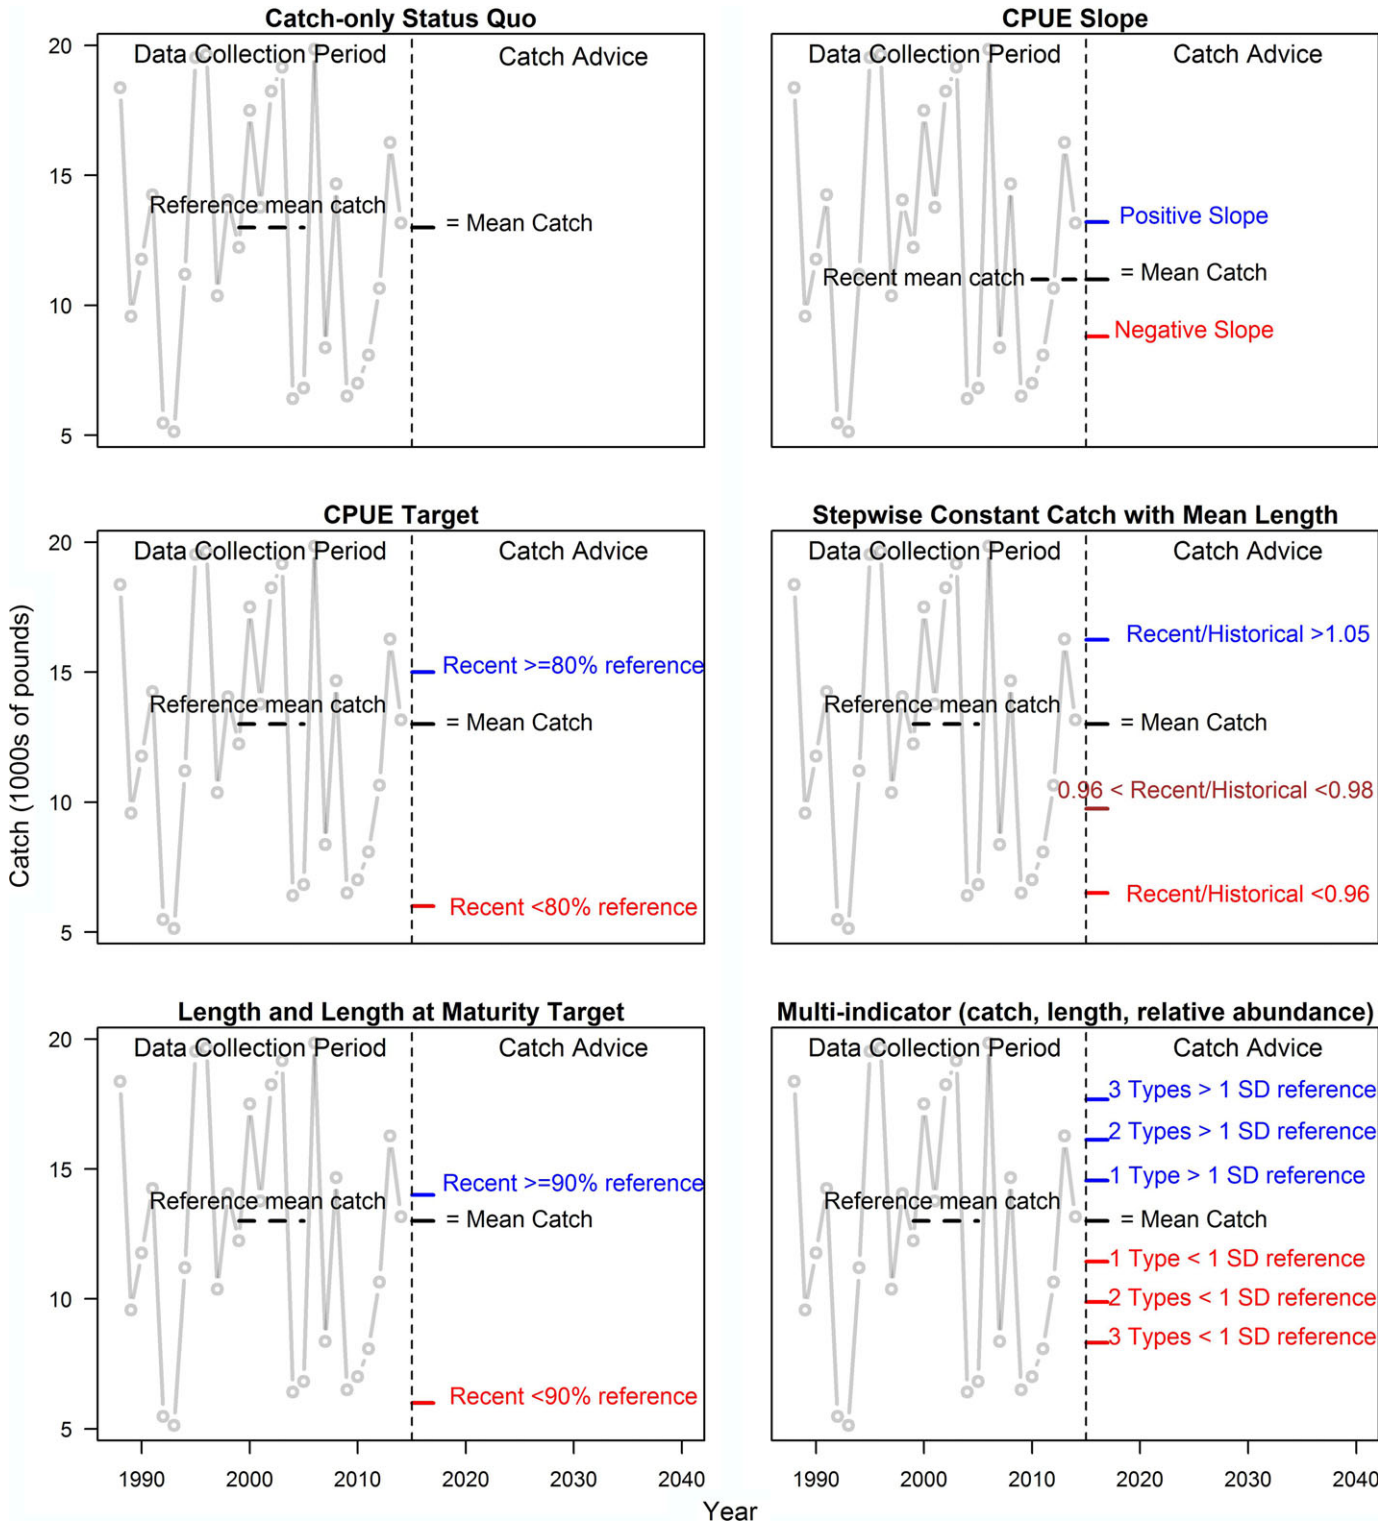 Catch-only Status Quo
Data Collection Period
Catch Advice
20
15
10
5
Reference mean catch
= Mean Catch
CPUE Slope
Data Collection Period
Catch Advice
Positive Slope
Recent mean catch
= Mean Catch
Negative Slope
CPUE Target
Data Collection Period
Catch Advice
20
15
10
5
Recent >=80% reference
Reference mean catch
= Mean Catch
Recent <80% reference
Stepwise Constant Catch with Mean Length
Data Collection Period
Catch Advice
Recent/Historical >1.05
Reference mean catch
= Mean Catch
0.96 < Recent/Historical <0.98
Recent/Historical <0.96
Catch (1000s of pounds)
Length and Length at Maturity Target
Data Collection Period
Catch Advice
20
15
10
5
Recent >=90% reference
Reference mean catch
= Mean Catch
Recent <90% reference
1990
2000
2010
2020
2030
2040
Multi-indicator (catch, length, relative abundance)
Data Collection Period
Catch Advice
3 Types > 1 SD reference
2 Types > 1 SD reference
1 Type > 1 SD reference
Reference mean catch
= Mean Catch
1 Type < 1 SD reference
2 Types < 1 SD reference
3 Types < 1 SD reference
1990
2000
2010
2020
2030
2040
Year